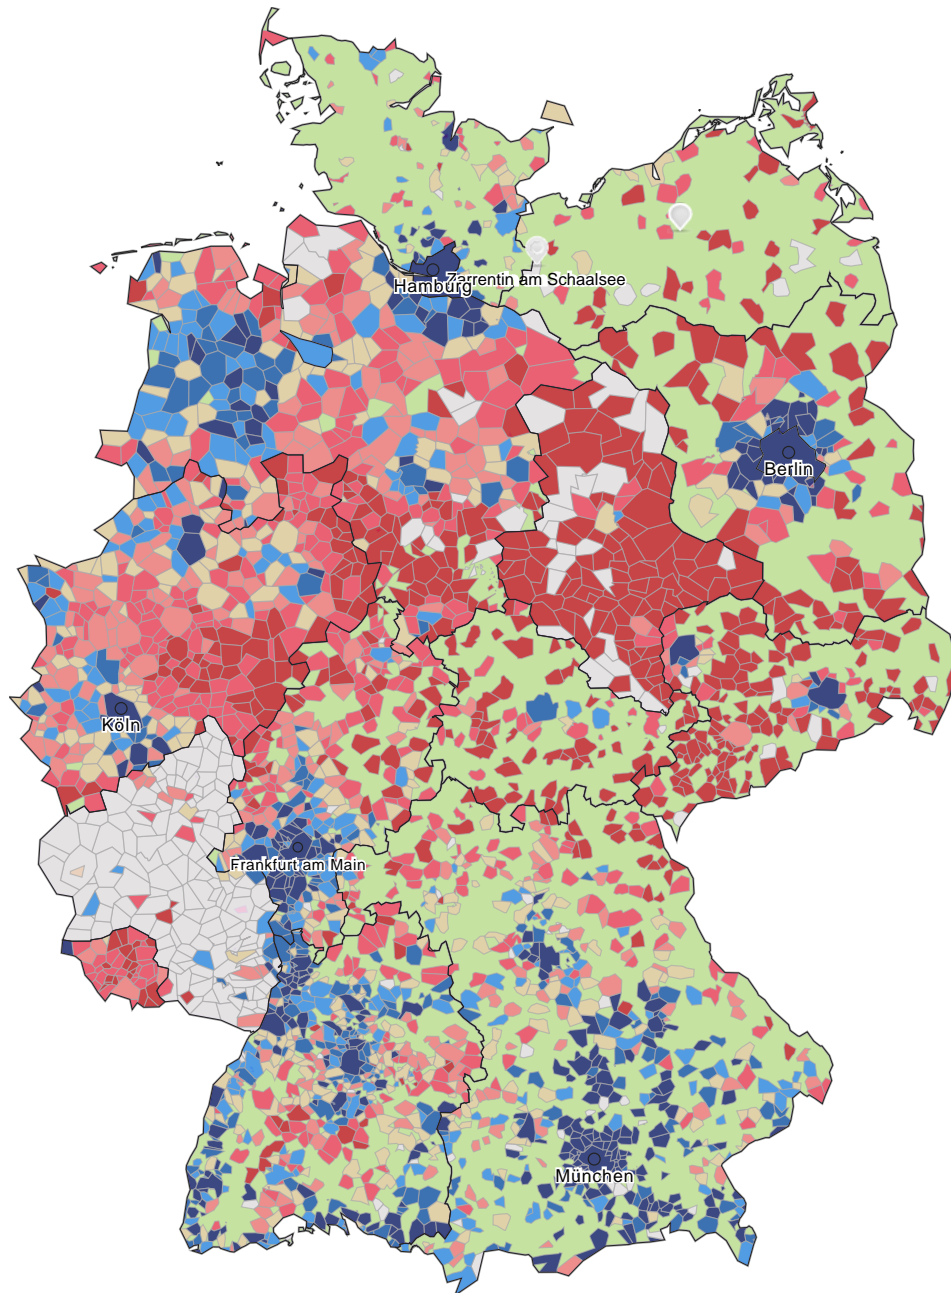 Zarrentin am Schaalsee
Hamburg
Berlin
Köln
Frankfurt am Main
München